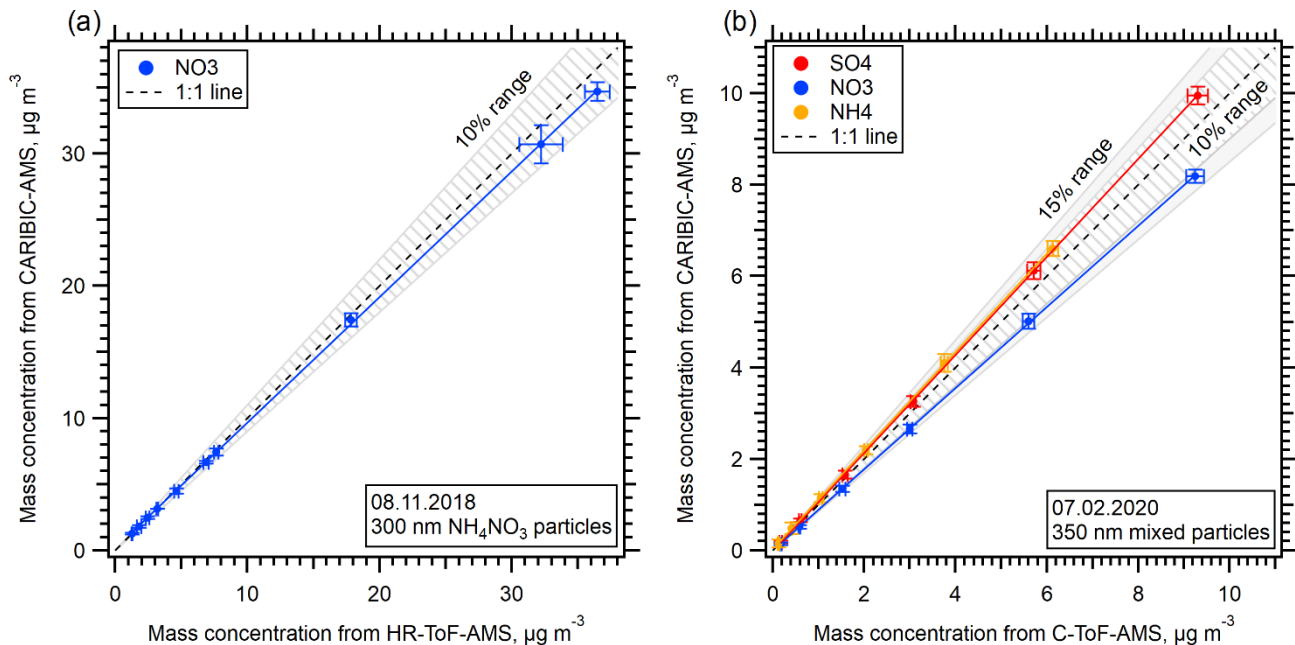 (a)
NO3
1:1 line
10% range
Mass concentration from CARIBIC-AMS, µg m⁻³
30
20
10
0
08.11.2018
300 nm NH₄NO₃ particles
0 10 20 30
Mass concentration from HR-ToF-AMS, µg m⁻³
(b)
SO4
NO3
NH4
1:1 line
15% range
10% range
Mass concentration from CARIBIC-AMS, µg m⁻³
10
8
6
4
2
0
07.02.2020
350 nm mixed particles
0 2 4 6 8 10
Mass concentration from C-ToF-AMS, µg m⁻³